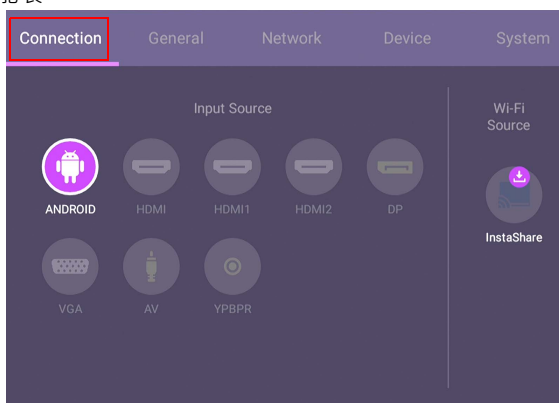 Connection General Network Device System
Input Source
Wi-Fi
Source
ANDROID HDMI HDMI1 HDMI2 DP
InstaShare
VGA AV YPBPR